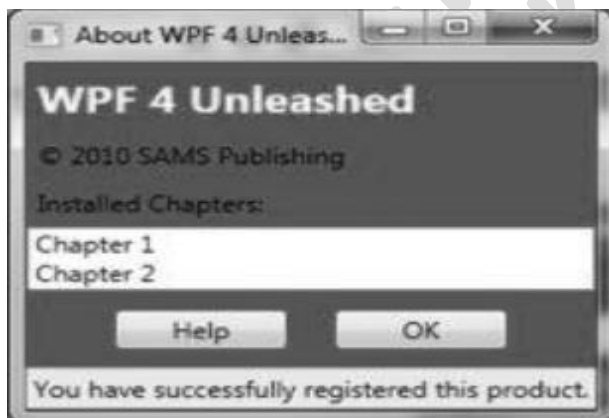 About WPF 4 Unleas...
WPF 4 Unleashed
© 2010 SAMS Publishing
Installed Chapters:
Chapter 1
Chapter 2
Help OK
You have successfully registered this product.